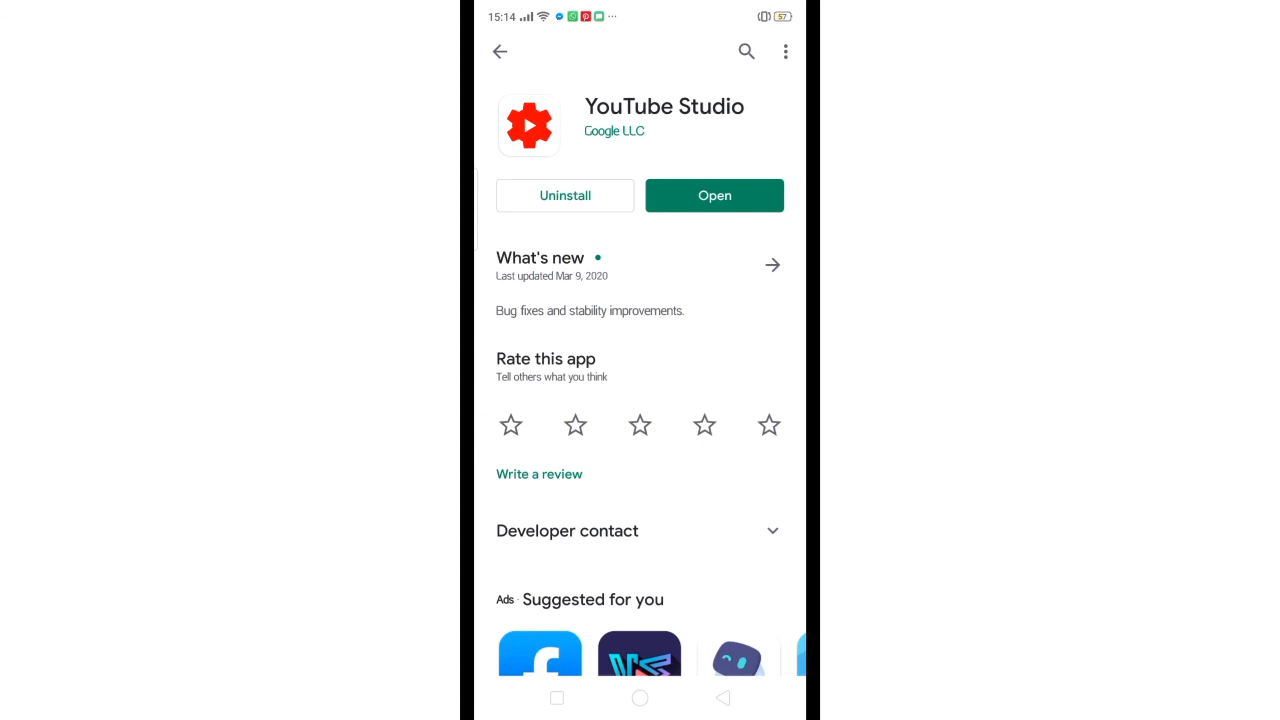 15:14 ... 57
YouTube Studio
Google LLC
Uninstall
Open
What's new •
Last updated Mar 9, 2020
Bug fixes and stability improvements.
Rate this app
Tell others what you think
Write a review
Developer contact
Ads · Suggested for you